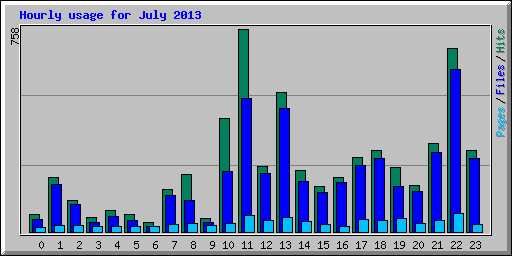 Hourly usage for July 2013
758
Pages / Files / Hits
0 1 2 3 4 5 6 7 8 9 10 11 12 13 14 15 16 17 18 19 20 21 22 23